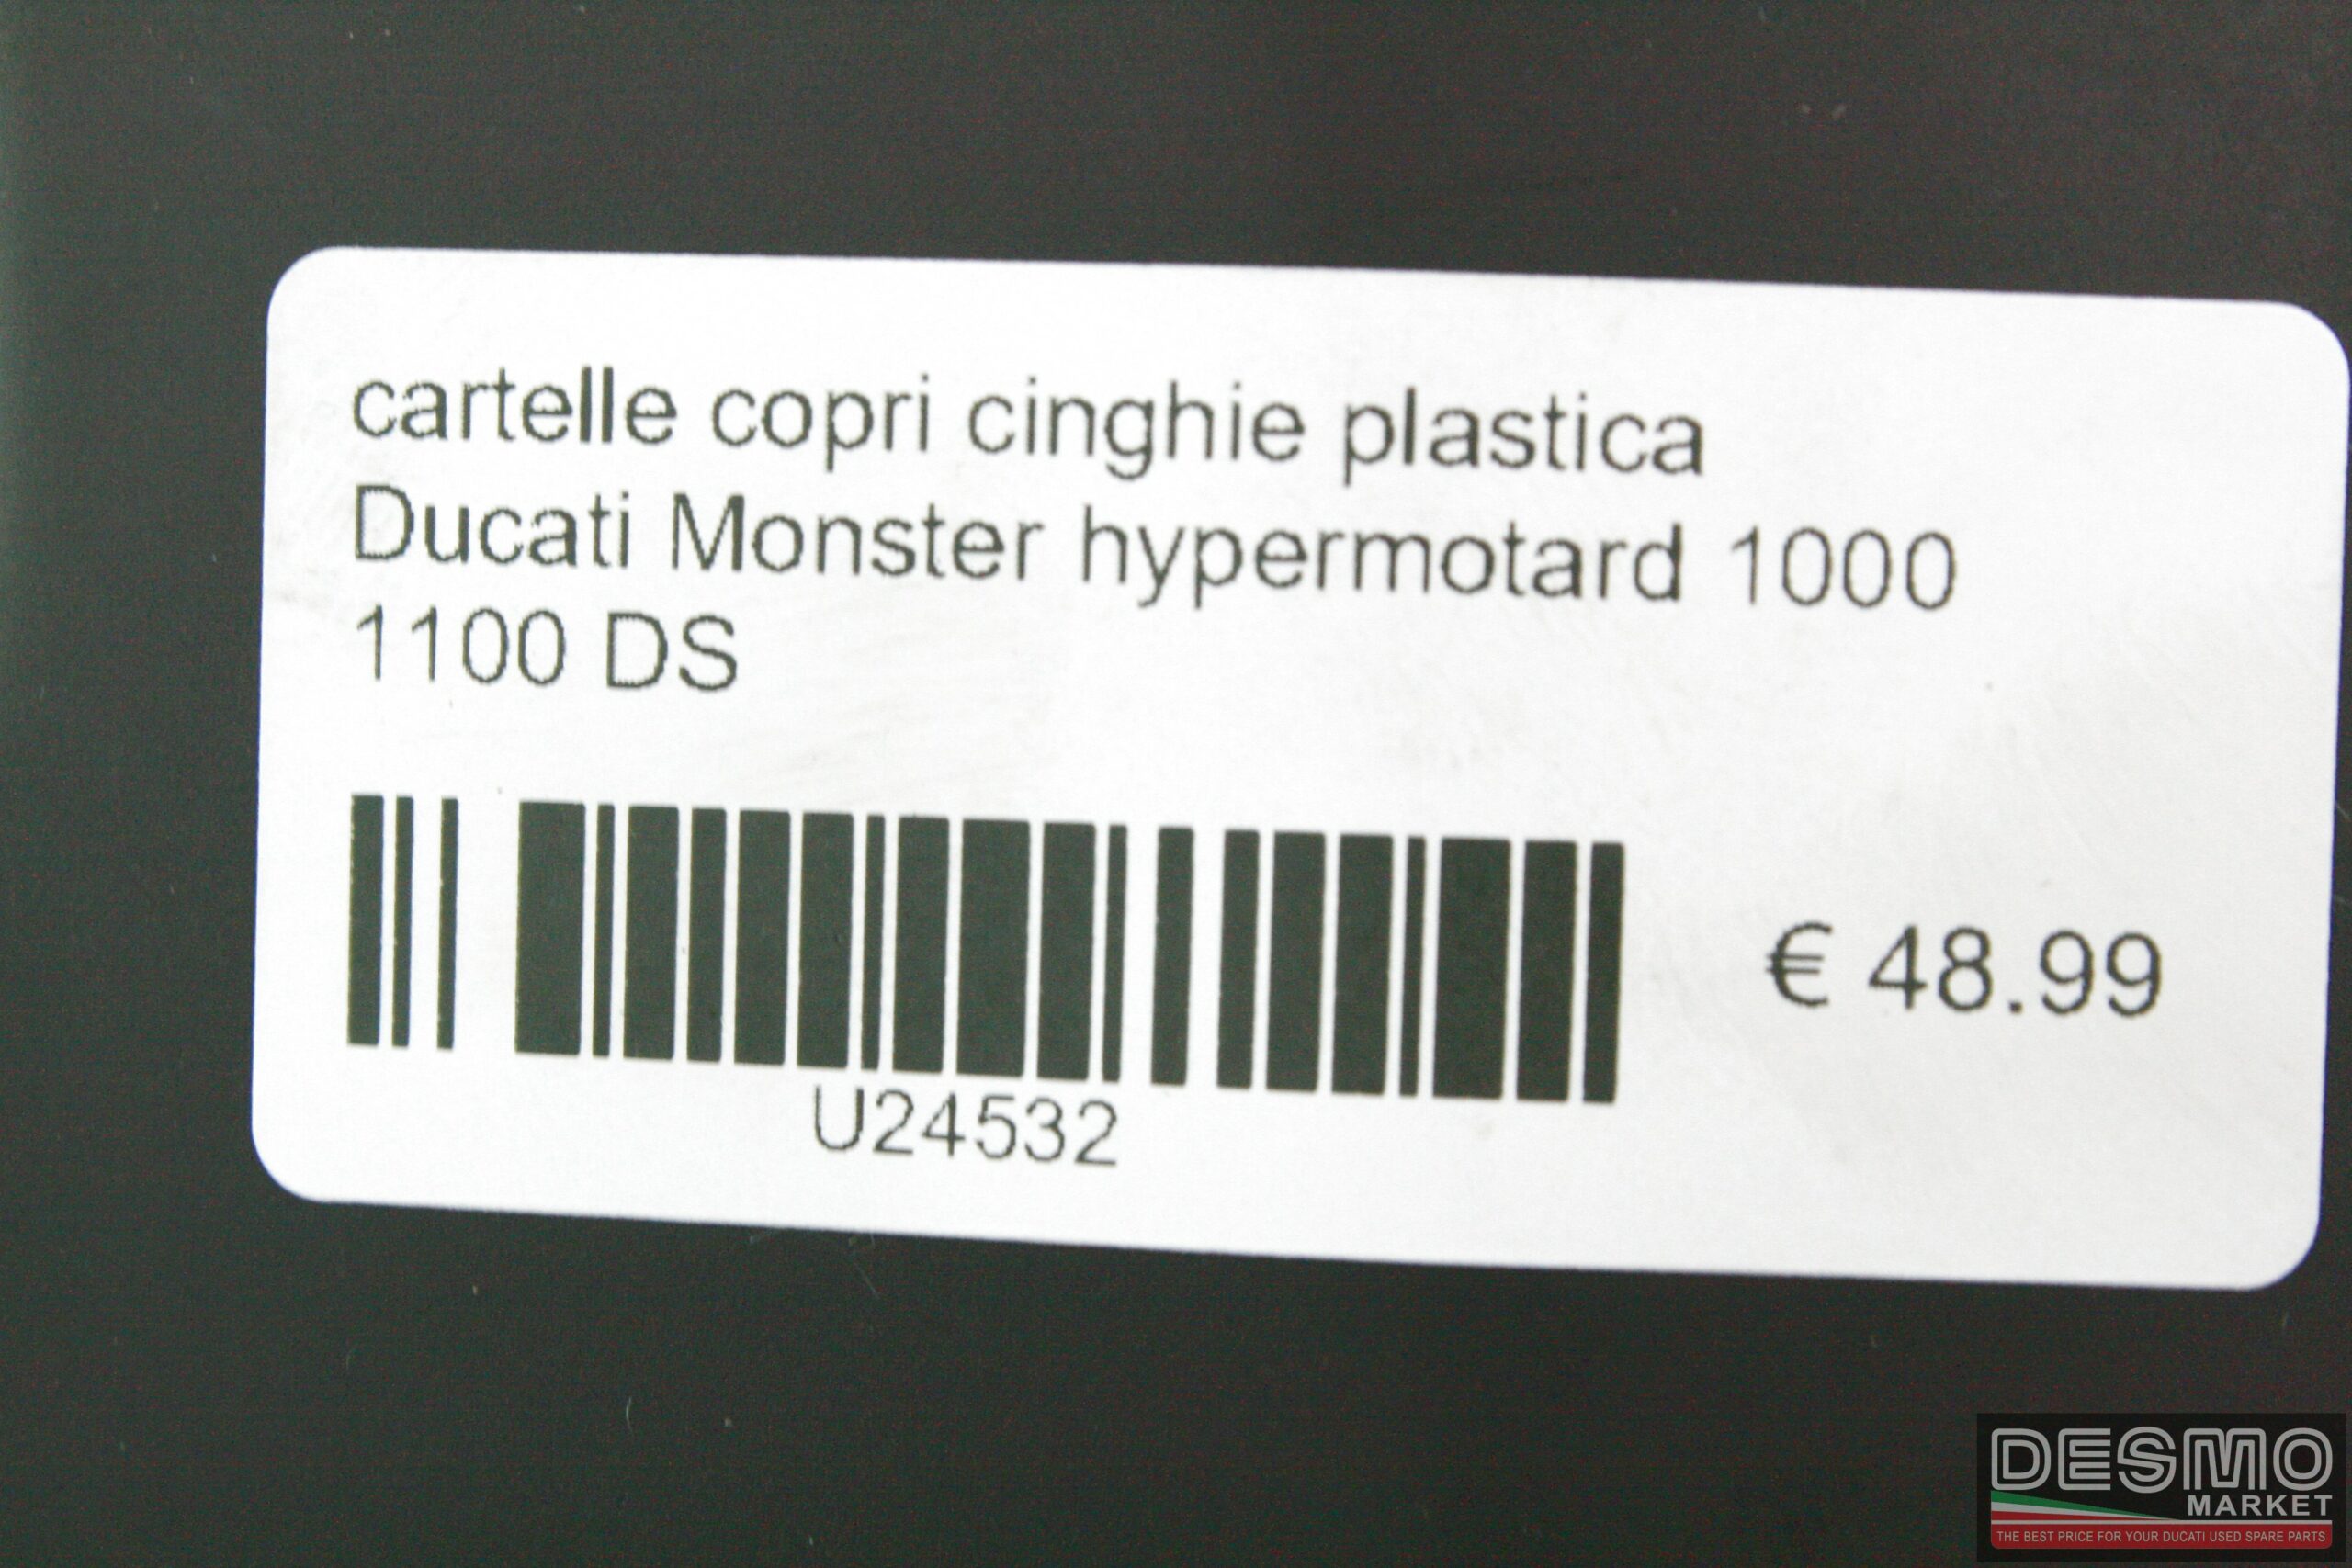 cartelle copri cinghie plastica
Ducati Monster hypermotard 1000
1100 DS
€ 48.99
U24532
DESMO
MARKET
THE BEST PRICE FOR YOUR DUCATI USED SPARE PARTS